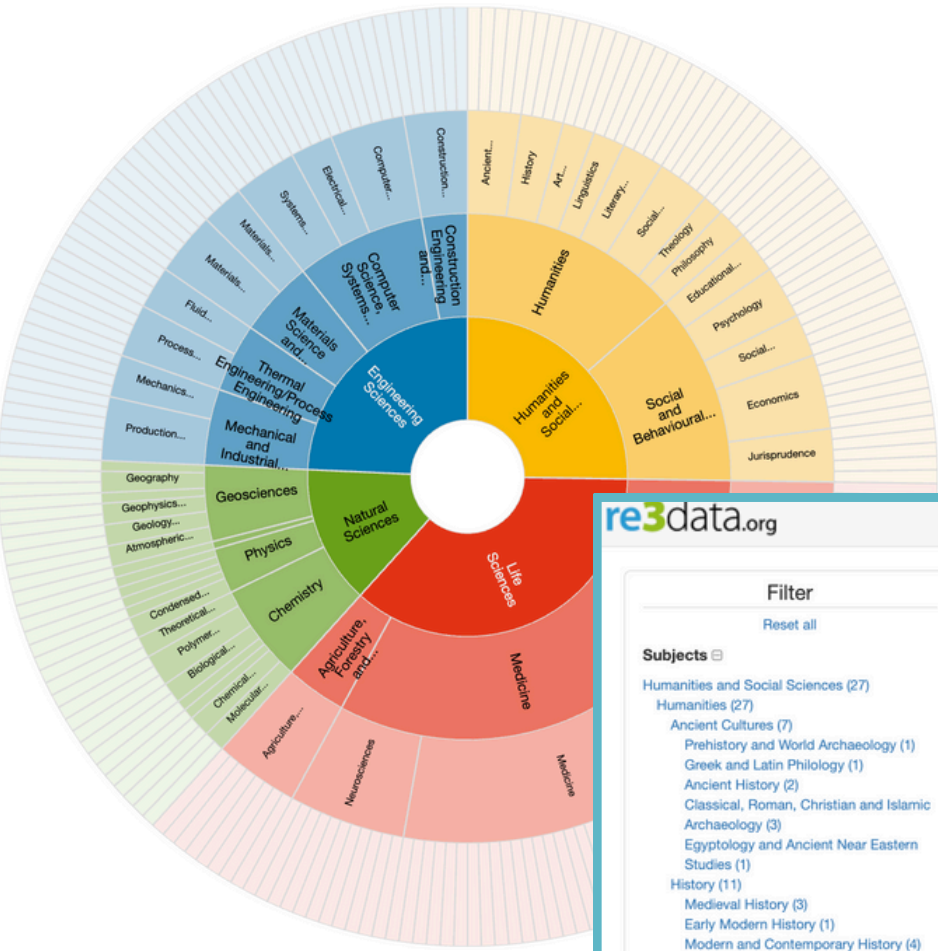 Construction...
Computer...
Electrical...
Systems...
Materials...
Materials...
Fluid...
Process...
Mechanics...
Production...
Construction
Engineering
and...
Computer
Science,
Systems...
Materials
Science
and...
Thermal
Engineering/Process
Engineering
Mechanical
and
Industrial...
Engineering
Sciences
Ancient...
History
Art...
Linguistics
Literary...
Social...
Theology
Philosophy
Educational...
Psychology
Social...
Economics
Jurisprudence
Humanities
Social
and
Behavioural...
Humanities
and
Social...
Geography
Geophysics...
Geology...
Atmospheric...
Condensed...
Theoretical...
Polymer...
Biological...
Chemical...
Molecular...
Geosciences
Physics
Chemistry
Natural
Sciences
Life
Sciences
Agriculture,
Forestry
and...
Medicine
Agriculture,...
Neurosciences
Medicine
re3data.org
Filter
Reset all
Subjects
Humanities and Social Sciences (27)
Humanities (27)
Ancient Cultures (7)
Prehistory and World Archaeology (1)
Greek and Latin Philology (1)
Ancient History (2)
Classical, Roman, Christian and Islamic
Archaeology (3)
Egyptology and Ancient Near Eastern
Studies (1)
History (11)
Medieval History (3)
Early Modern History (1)
Modern and Contemporary History (4)